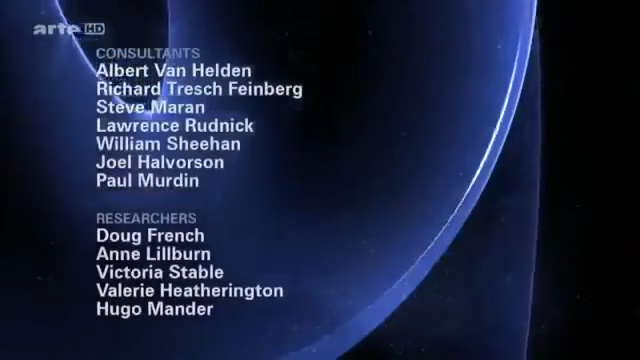 arte HD
CONSULTANTS
Albert Van Helden
Richard Tresch Feinberg
Steve Maran
Lawrence Rudnick
William Sheehan
Joel Halvorson
Paul Murdin
RESEARCHERS
Doug French
Anne Lillburn
Victoria Stable
Valerie Heatherington
Hugo Mander